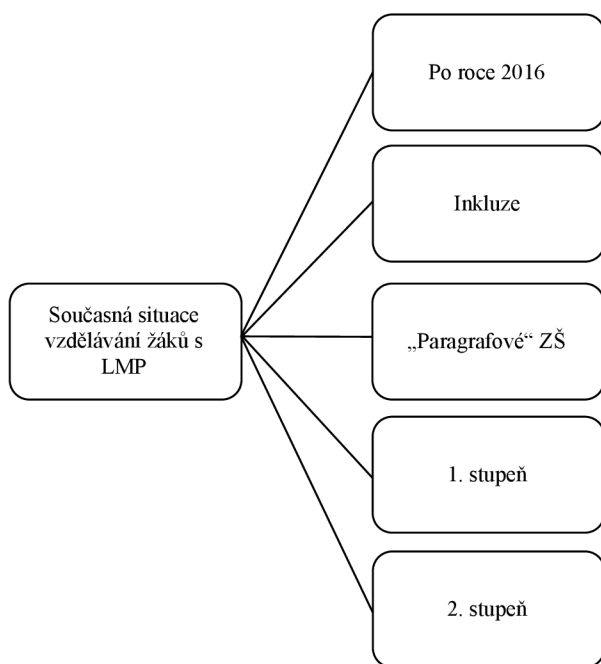 Po roce 2016
Inkluze
Současná situace
vzdělávání žáků s
LMP
„Paragrafové“ ZŠ
1. stupeň
2. stupeň